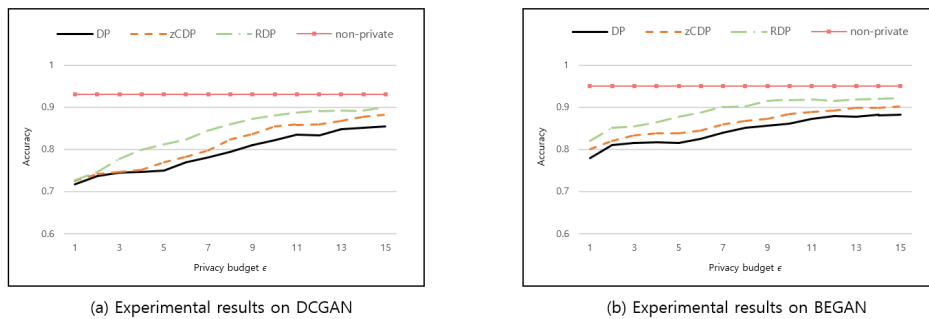 DP zCDP RDP non-private
1
0.9
0.8
0.7
0.6
Accuracy
1 3 5 7 9 11 13 15
Privacy budget ϵ
(a) Experimental results on DCGAN
DP zCDP RDP non-private
1
0.9
0.8
0.7
0.6
Accuracy
1 3 5 7 9 11 13 15
Privacy budget ϵ
(b) Experimental results on BEGAN